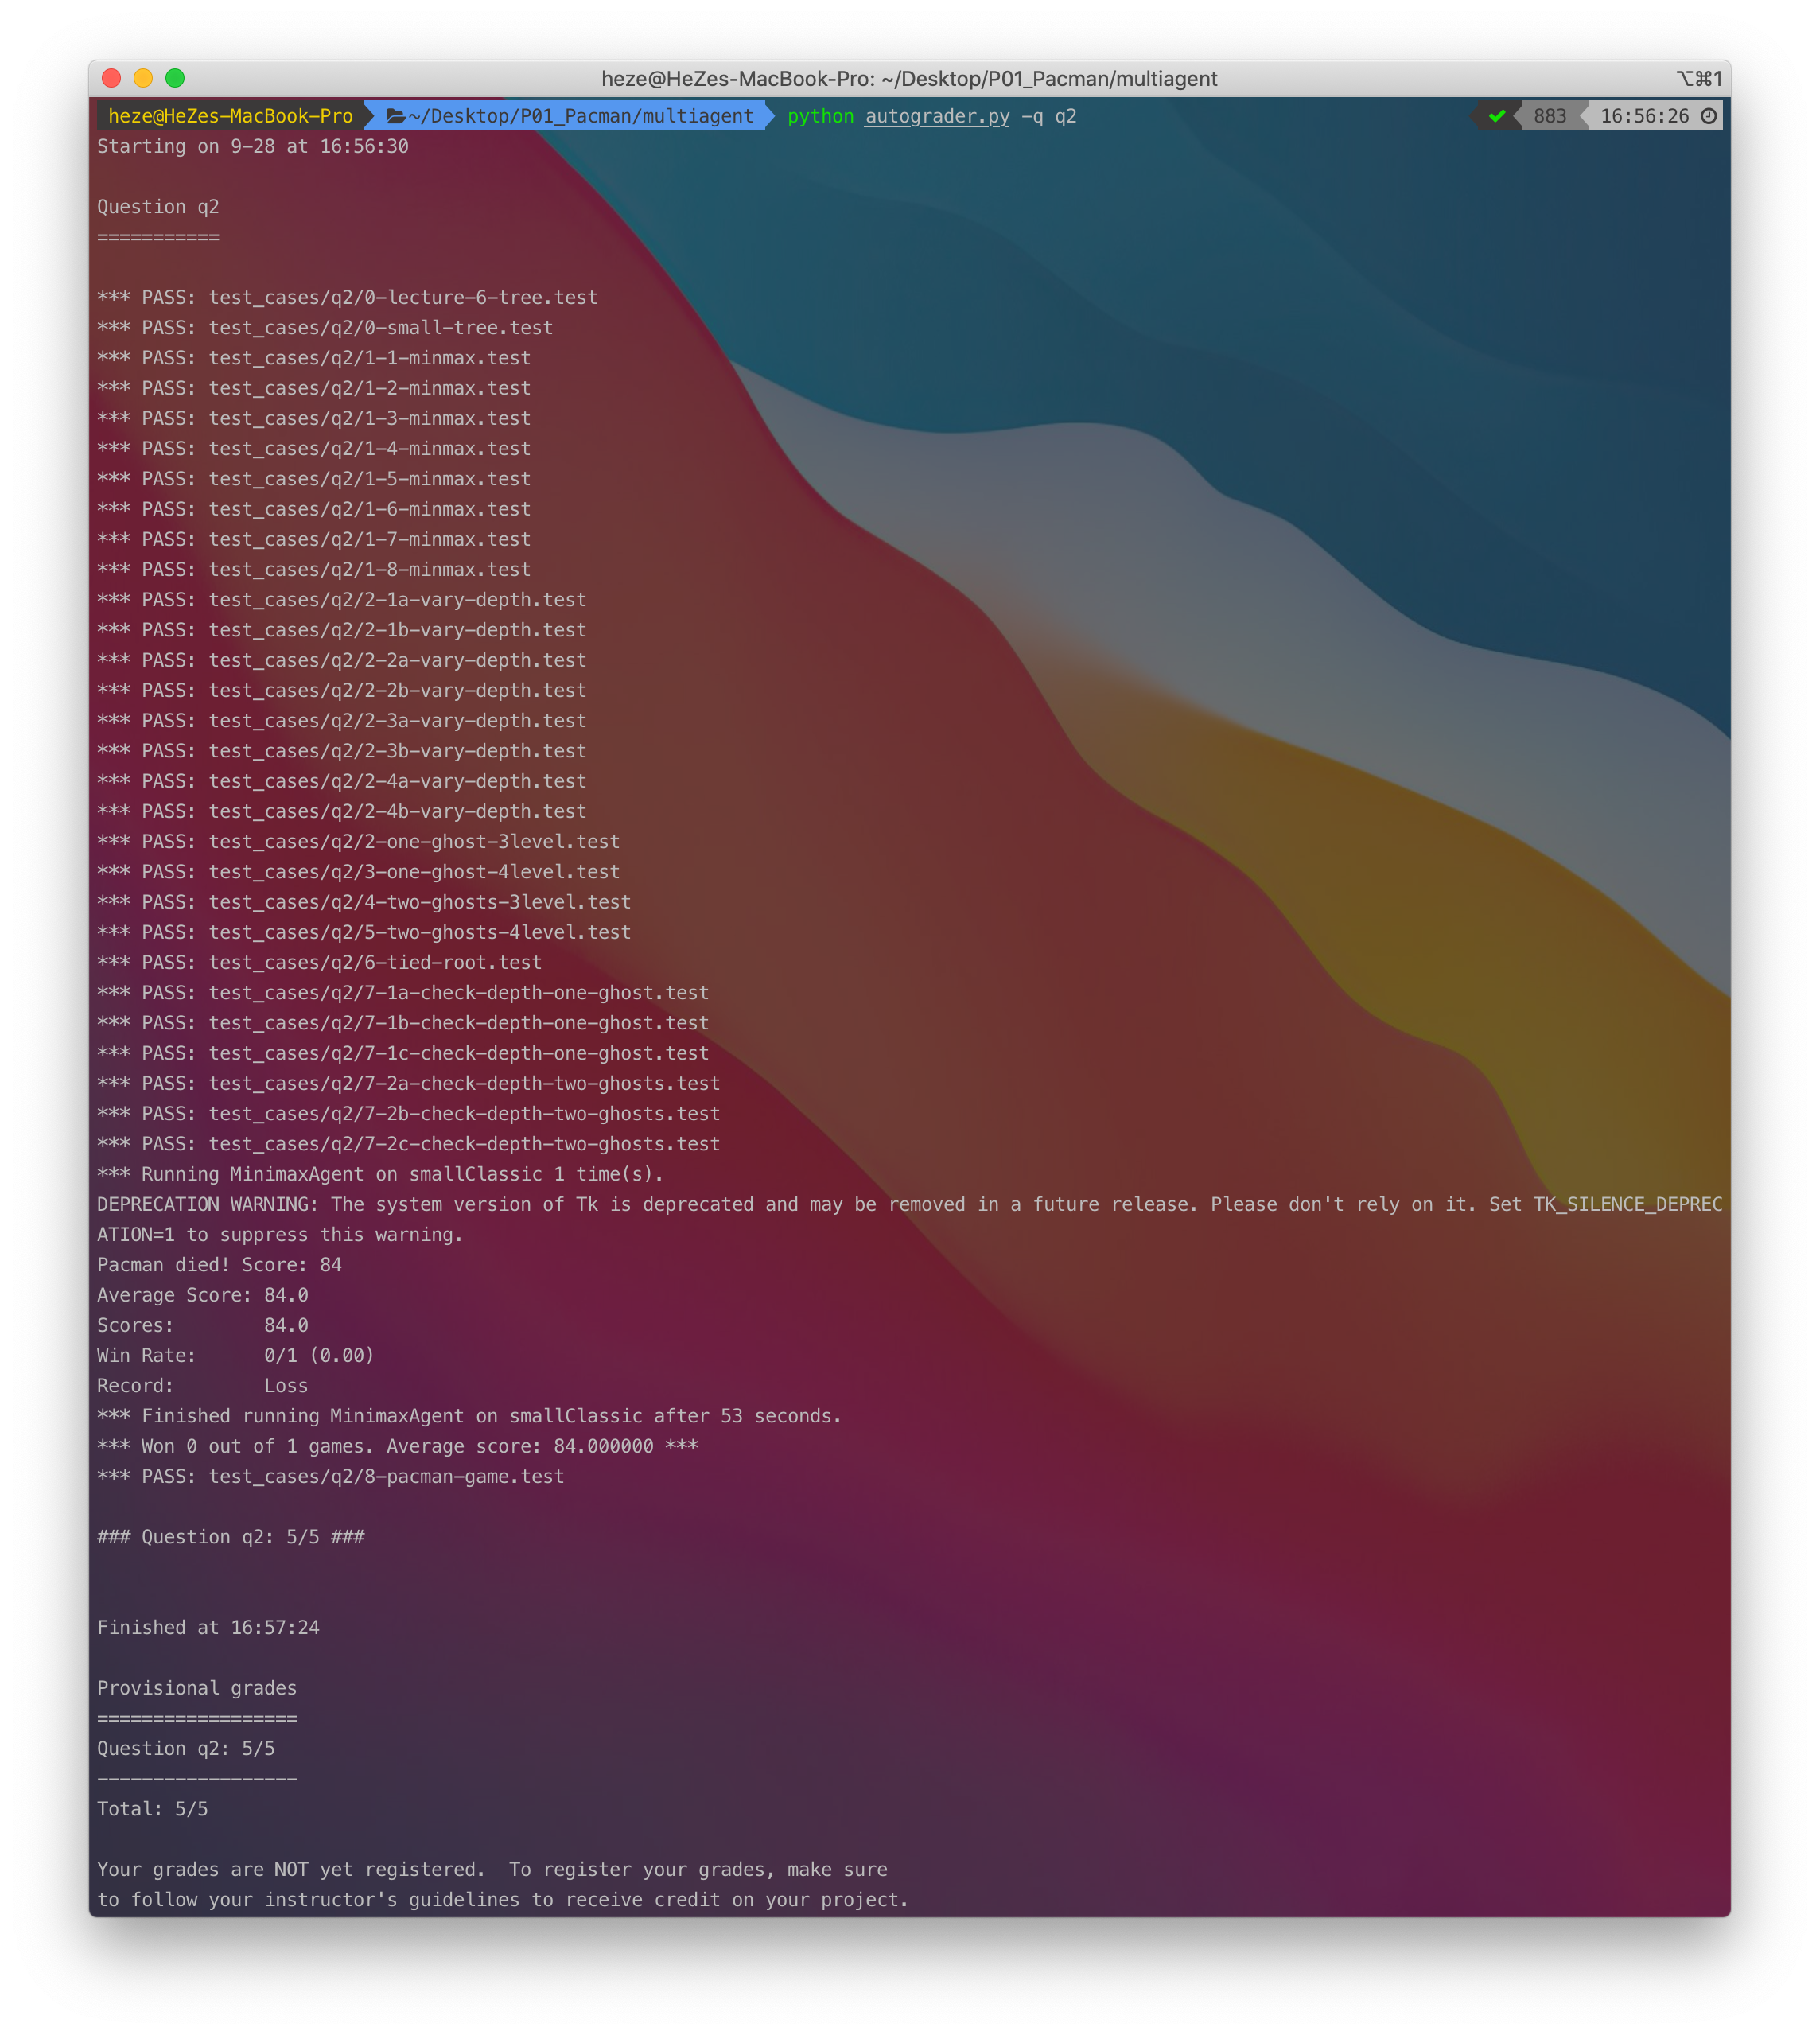 heze@HeZes-MacBook-Pro: ~/Desktop/P01_Pacman/multiagent ⌥⌘1
heze@HeZes-MacBook-Pro ~/Desktop/P01_Pacman/multiagent python autograder.py -q q2 ✔ 883 16:56:26
Starting on 9-28 at 16:56:30
Question q2
===========
*** PASS: test_cases/q2/0-lecture-6-tree.test
*** PASS: test_cases/q2/0-small-tree.test
*** PASS: test_cases/q2/1-1-minmax.test
*** PASS: test_cases/q2/1-2-minmax.test
*** PASS: test_cases/q2/1-3-minmax.test
*** PASS: test_cases/q2/1-4-minmax.test
*** PASS: test_cases/q2/1-5-minmax.test
*** PASS: test_cases/q2/1-6-minmax.test
*** PASS: test_cases/q2/1-7-minmax.test
*** PASS: test_cases/q2/1-8-minmax.test
*** PASS: test_cases/q2/2-1a-vary-depth.test
*** PASS: test_cases/q2/2-1b-vary-depth.test
*** PASS: test_cases/q2/2-2a-vary-depth.test
*** PASS: test_cases/q2/2-2b-vary-depth.test
*** PASS: test_cases/q2/2-3a-vary-depth.test
*** PASS: test_cases/q2/2-3b-vary-depth.test
*** PASS: test_cases/q2/2-4a-vary-depth.test
*** PASS: test_cases/q2/2-4b-vary-depth.test
*** PASS: test_cases/q2/2-one-ghost-3level.test
*** PASS: test_cases/q2/3-one-ghost-4level.test
*** PASS: test_cases/q2/4-two-ghosts-3level.test
*** PASS: test_cases/q2/5-two-ghosts-4level.test
*** PASS: test_cases/q2/6-tied-root.test
*** PASS: test_cases/q2/7-1a-check-depth-one-ghost.test
*** PASS: test_cases/q2/7-1b-check-depth-one-ghost.test
*** PASS: test_cases/q2/7-1c-check-depth-one-ghost.test
*** PASS: test_cases/q2/7-2a-check-depth-two-ghosts.test
*** PASS: test_cases/q2/7-2b-check-depth-two-ghosts.test
*** PASS: test_cases/q2/7-2c-check-depth-two-ghosts.test
*** Running MinimaxAgent on smallClassic 1 time(s).
DEPRECATION WARNING: The system version of Tk is deprecated and may be removed in a future release. Please don't rely on it. Set TK_SILENCE_DEPREC
ATION=1 to suppress this warning.
Pacman died! Score: 84
Average Score: 84.0
Scores:        84.0
Win Rate:      0/1 (0.00)
Record:        Loss
*** Finished running MinimaxAgent on smallClassic after 53 seconds.
*** Won 0 out of 1 games. Average score: 84.000000 ***
*** PASS: test_cases/q2/8-pacman-game.test
### Question q2: 5/5 ###
Finished at 16:57:24
Provisional grades
==================
Question q2: 5/5
------------------
Total: 5/5
Your grades are NOT yet registered.  To register your grades, make sure
to follow your instructor's guidelines to receive credit on your project.